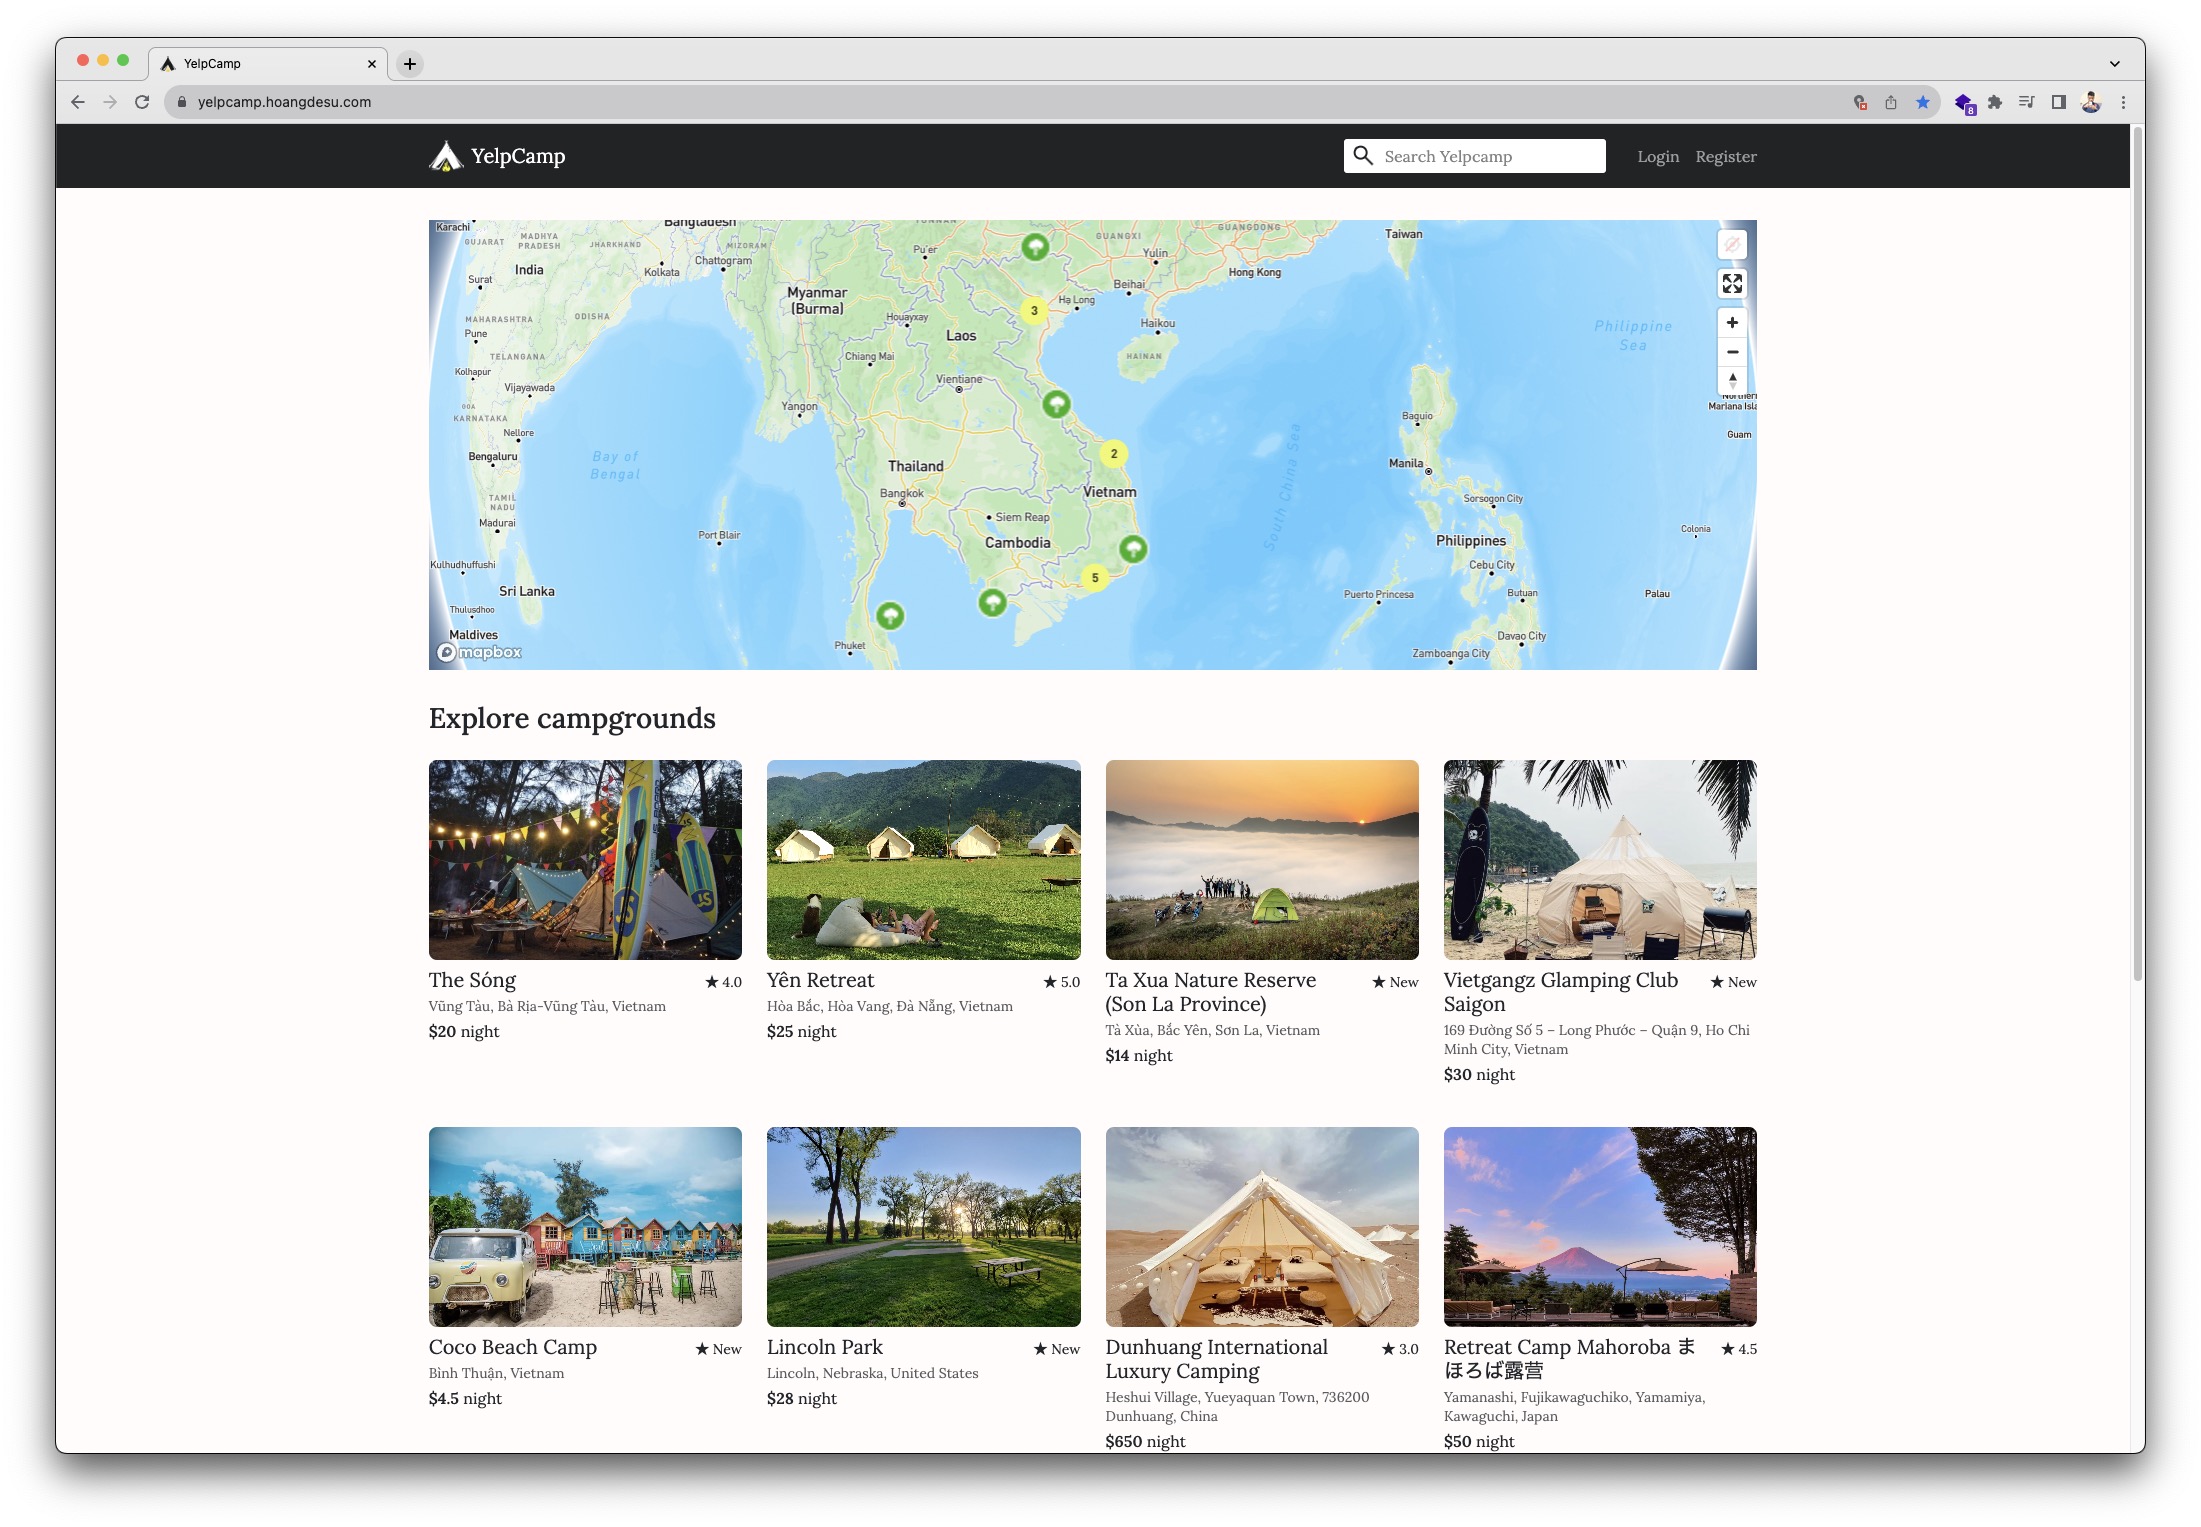 YelpCamp
yelpcamp.hoangdesu.com
8
YelpCamp
Search Yelpcamp
Login
Register
Karachi
Bangladesh
YUNNAN
Taiwan
GUJARAT
MADHYA
PRADESH
JHARKHAND
MIZORAM
Pu'er
GUANGXI
GUANGDONG
India
Kolkata
Chattogram
Yulin
Hong Kong
Surat
Myanmar
(Burma)
Beihai
Hạ Long
3
ODISHA
MAHARASHTRA
Pune
Houayxay
Laos
Haikou
Philippine
Sea
TELANGANA
Chiang Mai
HAINAN
Kolhapur
Vijayawada
Vientiane
GOA
KARNATAKA
Yangon
Baguio
Northern
Mariana Isla
Nellore
Guam
Bengaluru
Bay of
Bengal
Thailand
2
Manila
South China Sea
TAMIL
NADU
Bangkok
Vietnam
Sorsogon City
Madurai
Siem Reap
Port Blair
Colonia
Cambodia
Philippines
Kulhudhuffushi
Cebu City
5
Sri Lanka
Puerto Princesa
Butuan
Palau
Thulusdhoo
Maldives
Phuket
Davao City
Zamboanga City
mapbox
Explore campgrounds
The Sóng
★ 4.0
Vũng Tàu, Bà Rịa-Vũng Tàu, Vietnam
$20 night
Yên Retreat
★ 5.0
Hòa Bắc, Hòa Vang, Đà Nẵng, Vietnam
$25 night
Ta Xua Nature Reserve
(Son La Province)
★ New
Tà Xùa, Bắc Yên, Sơn La, Vietnam
$14 night
Vietgangz Glamping Club
Saigon
★ New
169 Đường Số 5 – Long Phước – Quận 9, Ho Chi
Minh City, Vietnam
$30 night
Coco Beach Camp
★ New
Bình Thuận, Vietnam
$4.5 night
Lincoln Park
★ New
Lincoln, Nebraska, United States
$28 night
Dunhuang International
Luxury Camping
★ 3.0
Heshui Village, Yueyaquan Town, 736200
Dunhuang, China
$650 night
Retreat Camp Mahoroba ま
ほろば露営
★ 4.5
Yamanashi, Fujikawaguchiko, Yamamiya,
Kawaguchi, Japan
$50 night